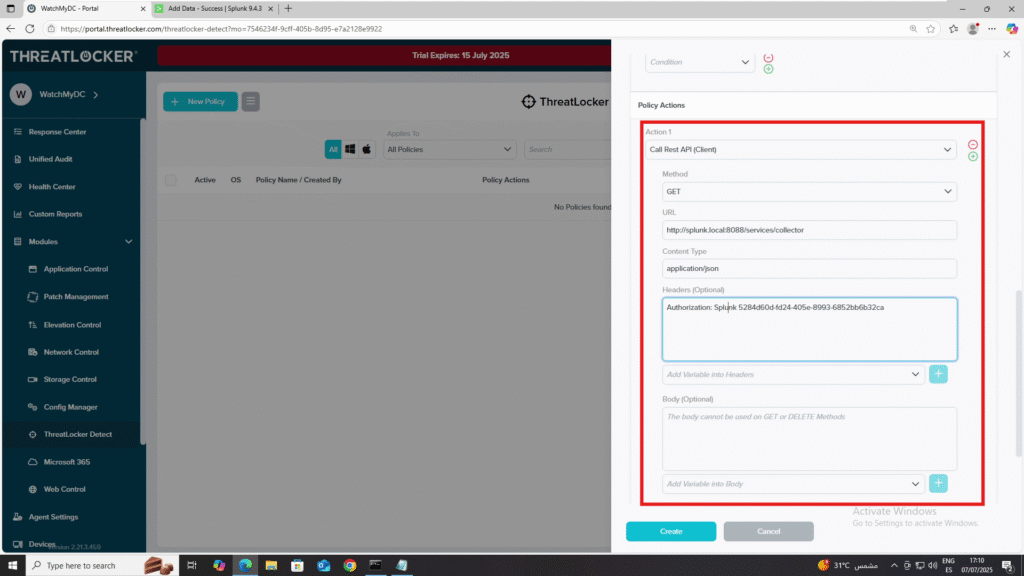 WatchMyDC - Portal
Add Data - Success | Splunk 9.4.3
https://portal.threatlocker.com/threatlocker-detect?mo=7546234f-9cff-405b-8d95-e7a2128e9922
THREATLOCKER
Trial Expires: 15 July 2025
W
WatchMyDC
Response Center
Unified Audit
Health Center
Custom Reports
Modules
Application Control
Patch Management
Elevation Control
Network Control
Storage Control
Config Manager
ThreatLocker Detect
Microsoft 365
Web Control
Agent Settings
Devices
Version 2.21.3.459
New Policy
ThreatLocker
Applies To
All
All Policies
Search
Active
OS
Policy Name / Created By
Policy Actions
No Policies found
Condition
Policy Actions
Action 1
Call Rest API (Client)
Method
GET
URL
http://splunk.local:8088/services/collector
Content Type
application/json
Headers (Optional)
Authorization: Splunk 5284d60d-fd24-405e-8993-6852bb6b32ca
Add Variable into Headers
Body (Optional)
The body cannot be used on GET or DELETE Methods
Add Variable into Body
Activate Windows
Go to Settings to activate Windows.
Create
Cancel
Type here to search
31°C
مشمس
ENG
ES
17:10
07/07/2025